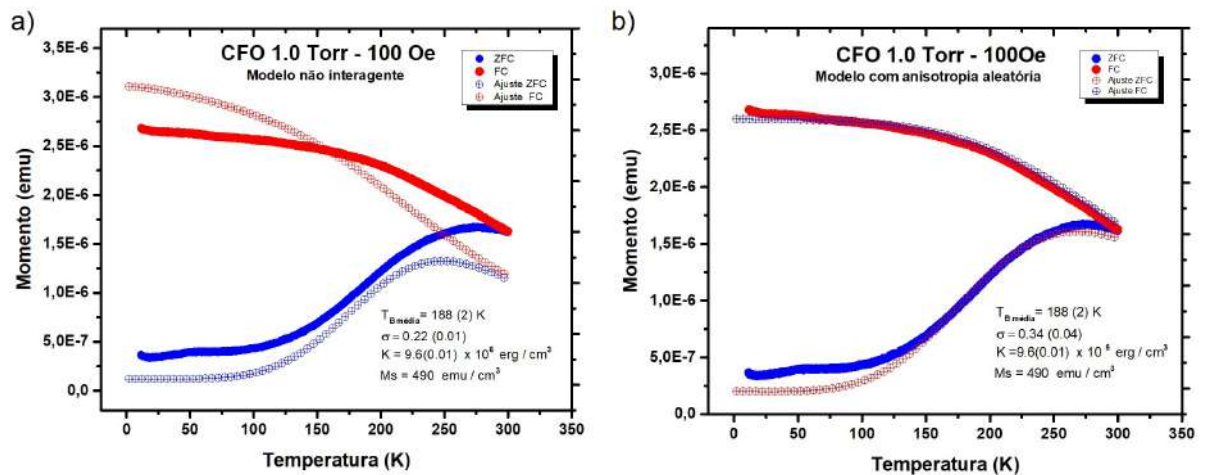 a)
CFO 1.0 Torr - 100 Oe
Modelo não interagente
ZFC
FC
Ajuste ZFC
Ajuste FC
3,5E-6
3,0E-6
2,5E-6
2,0E-6
1,5E-6
1,0E-6
5,0E-7
0,0
Momento (emu)
T_Bmédia = 188 (2) K
σ = 0.22 (0.01)
K = 9.6(0.01) x 10^6 erg / cm^3
Ms = 490 emu / cm^3
0 50 100 150 200 250 300 350
Temperatura (K)
b)
CFO 1.0 Torr - 100Oe
Modelo com anisotropia aleatória
ZFC
FC
Ajuste ZFC
Ajuste FC
3,0E-6
2,5E-6
2,0E-6
1,5E-6
1,0E-6
5,0E-7
0,0
Momento (emu)
T_Bmédia = 188 (2) K
σ = 0.34 (0.04)
K =9.6(0.01) x 10^6 erg / cm^3
Ms = 490 emu / cm^3
0 50 100 150 200 250 300 350
Temperatura (K)